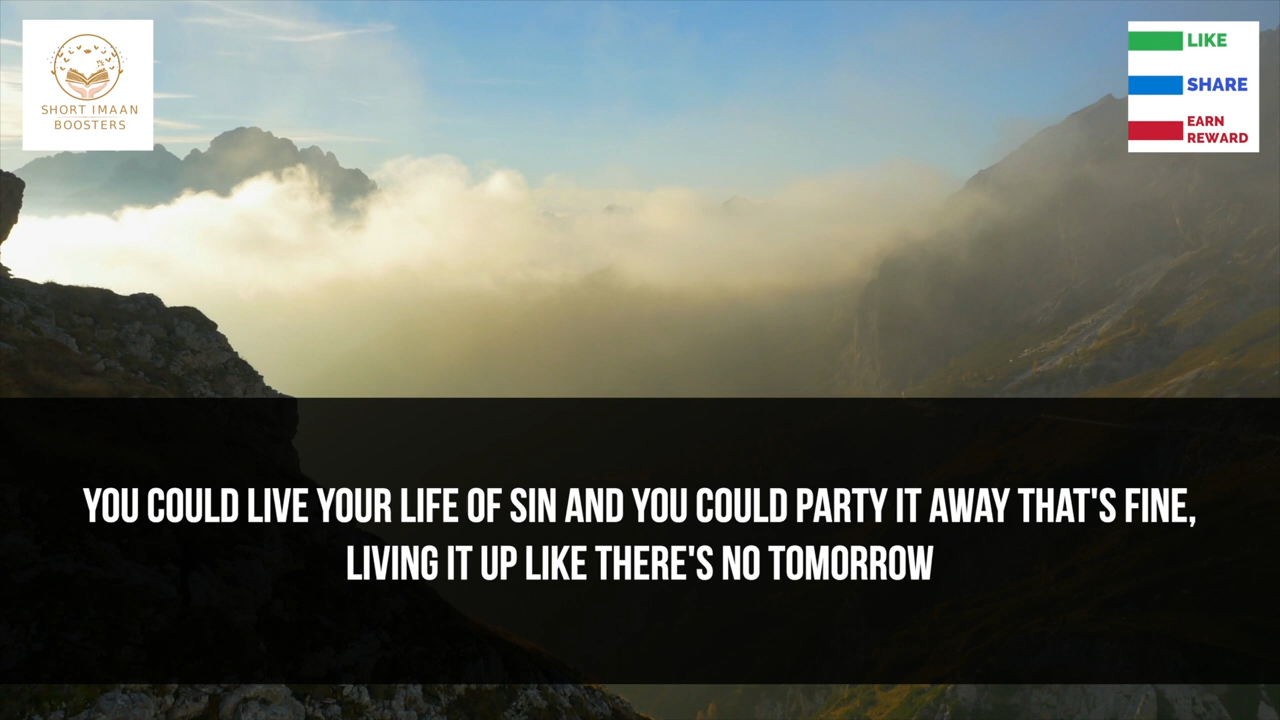 SHORT IMAAN
BOOSTERS
LIKE
SHARE
EARN
REWARD
YOU COULD LIVE YOUR LIFE OF SIN AND YOU COULD PARTY IT AWAY THAT'S FINE,
LIVING IT UP LIKE THERE'S NO TOMORROW